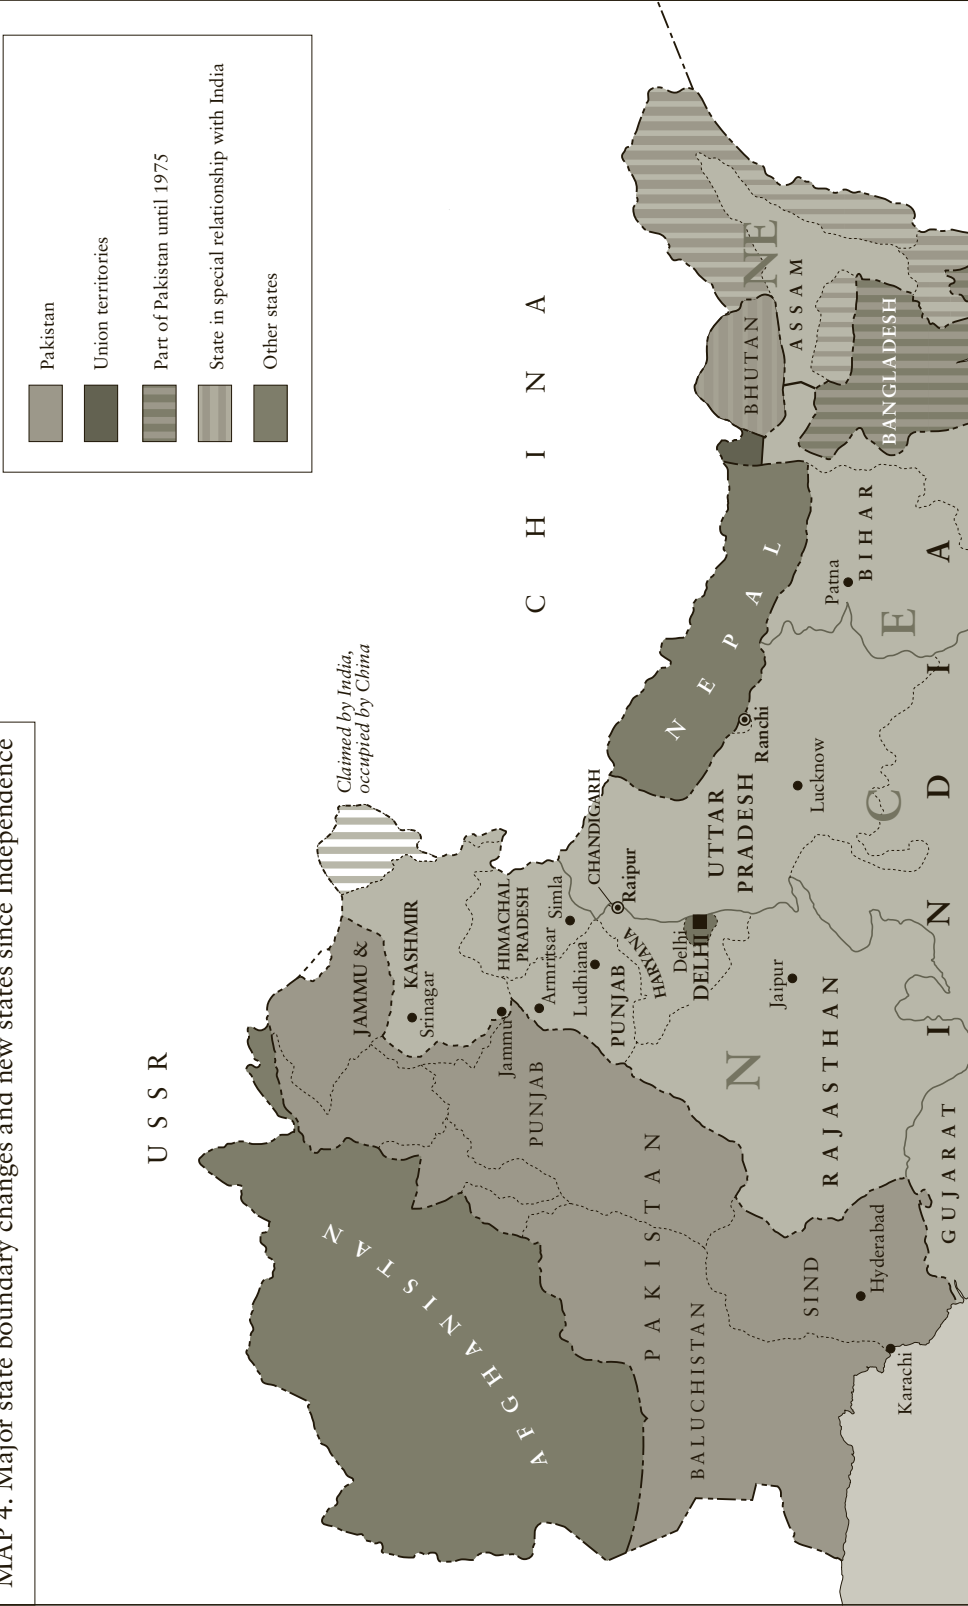 MAP 4. Major state boundary changes and new states since Independence
Pakistan
Union territories
Part of Pakistan until 1975
State in special relationship with India
Other states
USSR
CHINA
Claimed by India,
occupied by China
AFGHANISTAN
JAMMU &
KASHMIR
Srinagar
Jammu
HIMACHAL
PRADESH
Simla
Armritsar
Ludhiana
CHANDIGARH
Raipur
PUNJAB
PUNJAB
HARYANA
Delhi
DELHI
PAKISTAN
BALUCHISTAN
SIND
Hyderabad
Karachi
N
RAJASTHAN
Jaipur
GUJARAT
UTTAR
PRADESH
Lucknow
Ranchi
NEPAL
C
E
Patna
BIHAR
INDIA
BHUTAN
ASSAM
NE
BANGLADESH